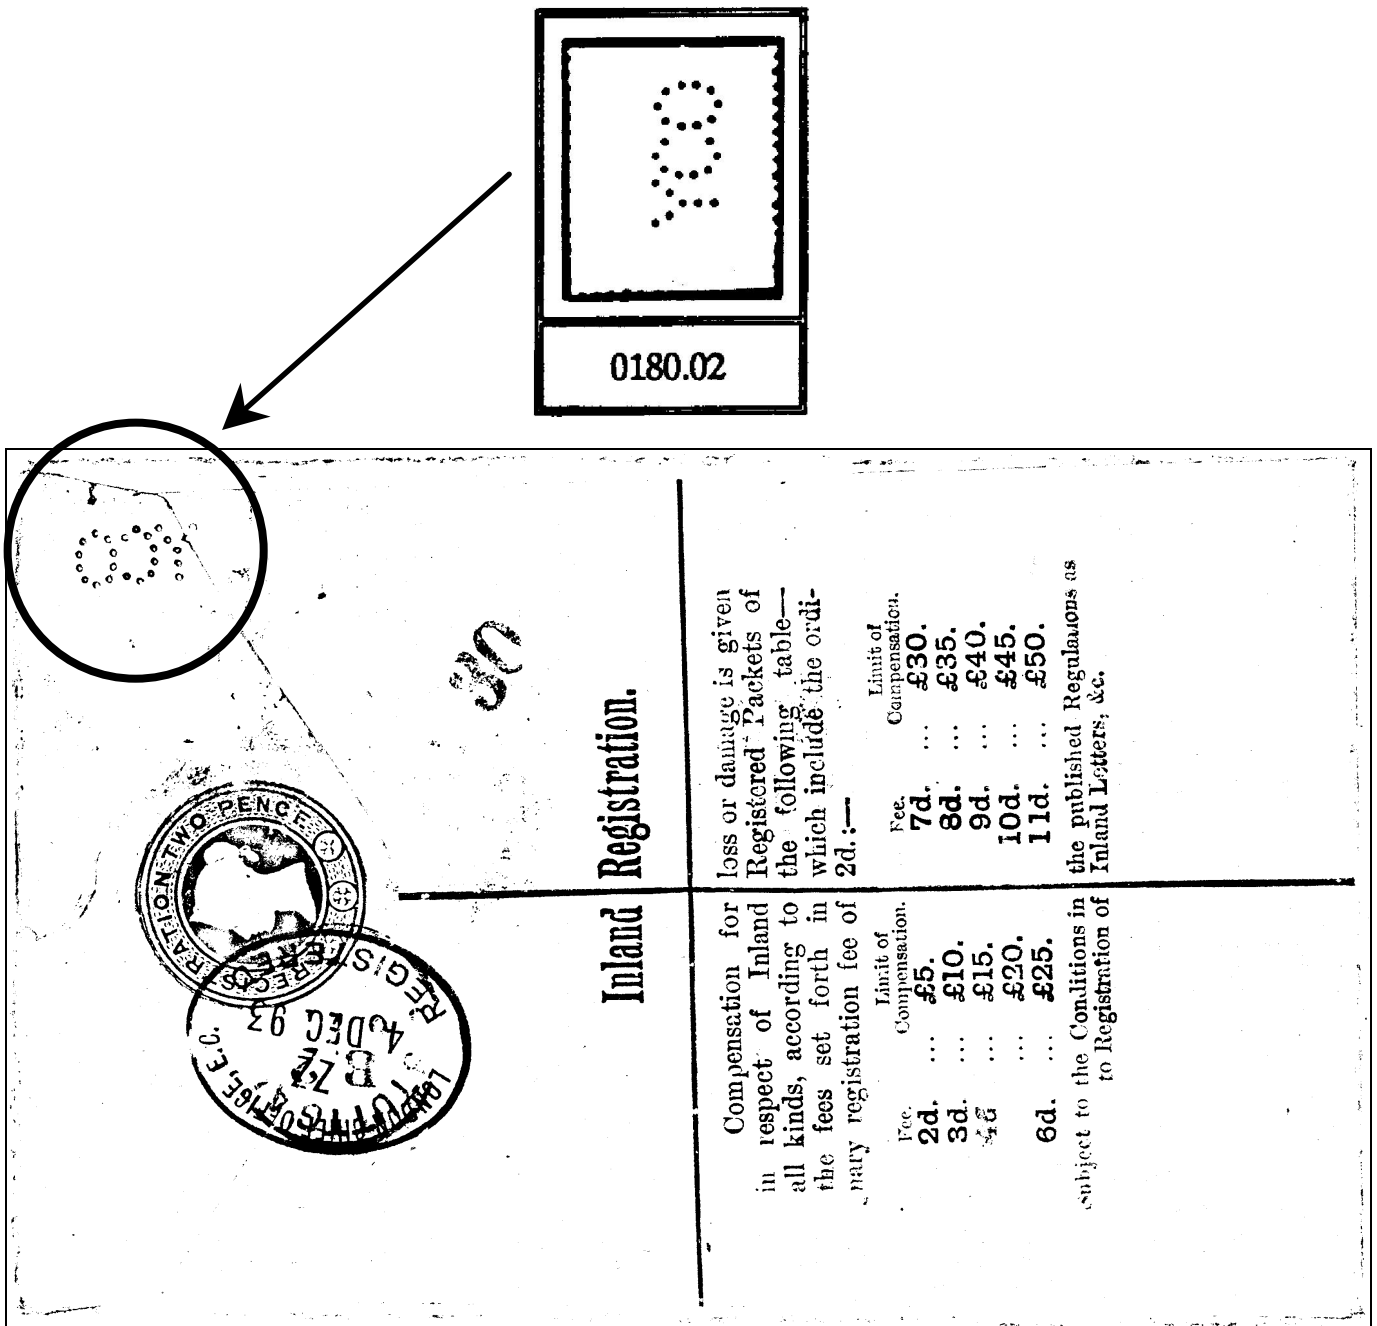 0180.02
30
REGISTRATION TWO PENCE
REGISTERED
4 DEC 93
Inland Registration.
Compensation for
in respect of Inland
all kinds, according to
the fees set forth in
nary registration fee of
Fee.
Limit of
Compensation.
2d. ... £5.
3d. ... £10.
... £15.
... £20.
6d. ... £25.
subject to the Conditions in
to Registration of
loss or damage is given
Registered Packets of
the following table—
which include the ordi-
2d.:—
Fee.
Limit of
Compensation.
7d. ... £30.
8d. ... £35.
9d. ... £40.
10d. ... £45.
11d. ... £50.
the published Regulations as
Inland Letters, &c.